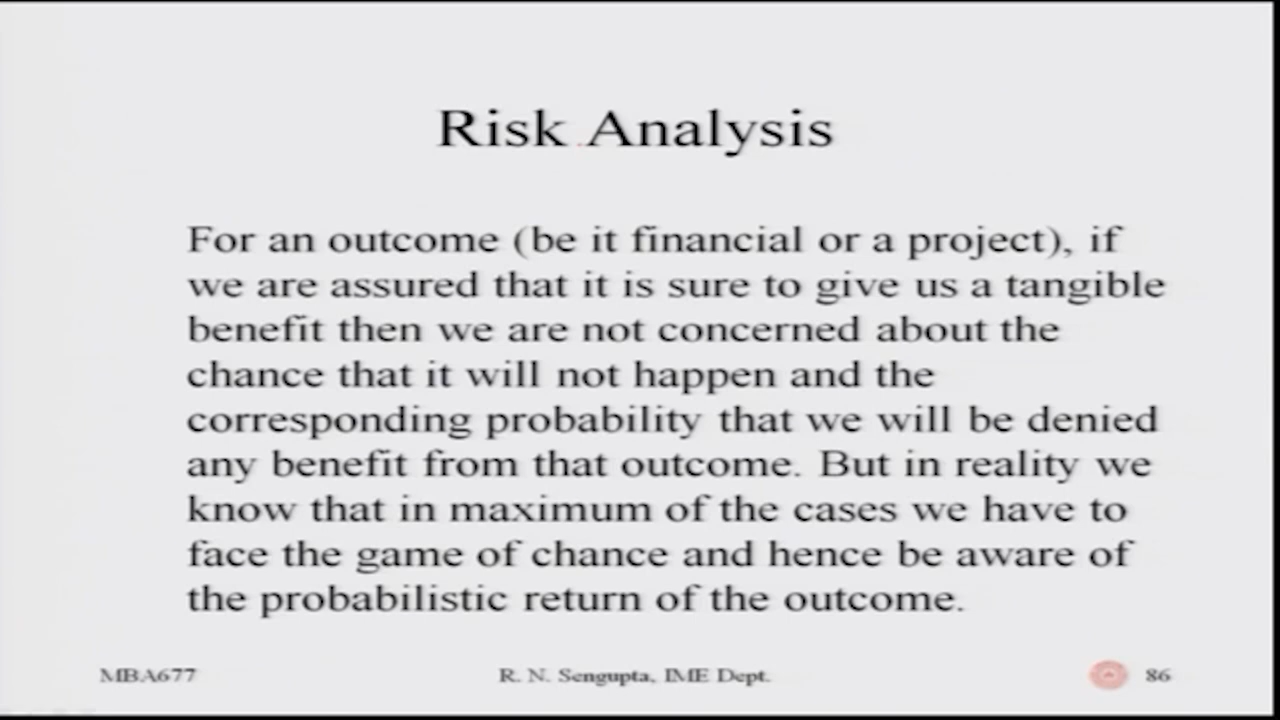 Risk Analysis
For an outcome (be it financial or a project), if
we are assured that it is sure to give us a tangible
benefit then we are not concerned about the
chance that it will not happen and the
corresponding probability that we will be denied
any benefit from that outcome. But in reality we
know that in maximum of the cases we have to
face the game of chance and hence be aware of
the probabilistic return of the outcome.
MBA677 R. N. Sengupta, IME Dept. 86